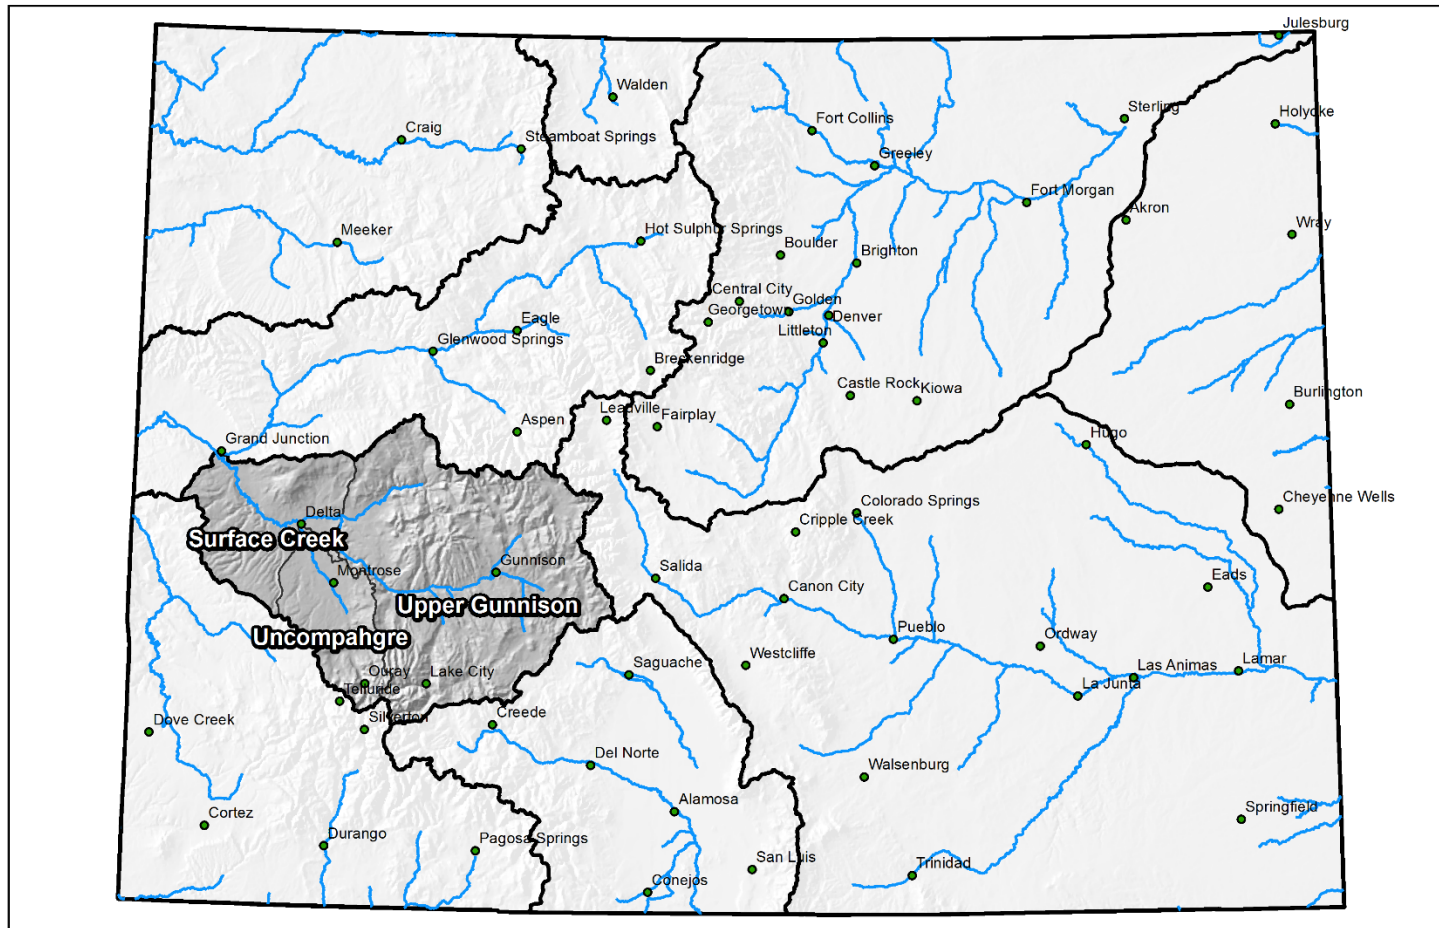 Julesburg
Walden
Sterling
Holyoke
Fort Collins
Craig
Steamboat Springs
Greeley
Fort Morgan
Akron
Wray
Meeker
Hot Sulphur Springs
Boulder
Brighton
Central City
Golden
Georgetown
Denver
Eagle
Littleton
Glenwood Springs
Breckenridge
Castle Rock
Kiowa
Burlington
Leadville
Aspen
Fairplay
Grand Junction
Hugo
Colorado Springs
Cheyenne Wells
Delta
Cripple Creek
Surface Creek
Gunnison
Salida
Montrose
Eads
Canon City
Upper Gunnison
Pueblo
Ordway
Uncompahgre
Westcliffe
Las Animas
Lamar
Ouray
Lake City
Saguache
Telluride
La Junta
Silverton
Creede
Dove Creek
Del Norte
Walsenburg
Alamosa
Cortez
Springfield
Durango
Pagosa Springs
San Luis
Trinidad
Conejos